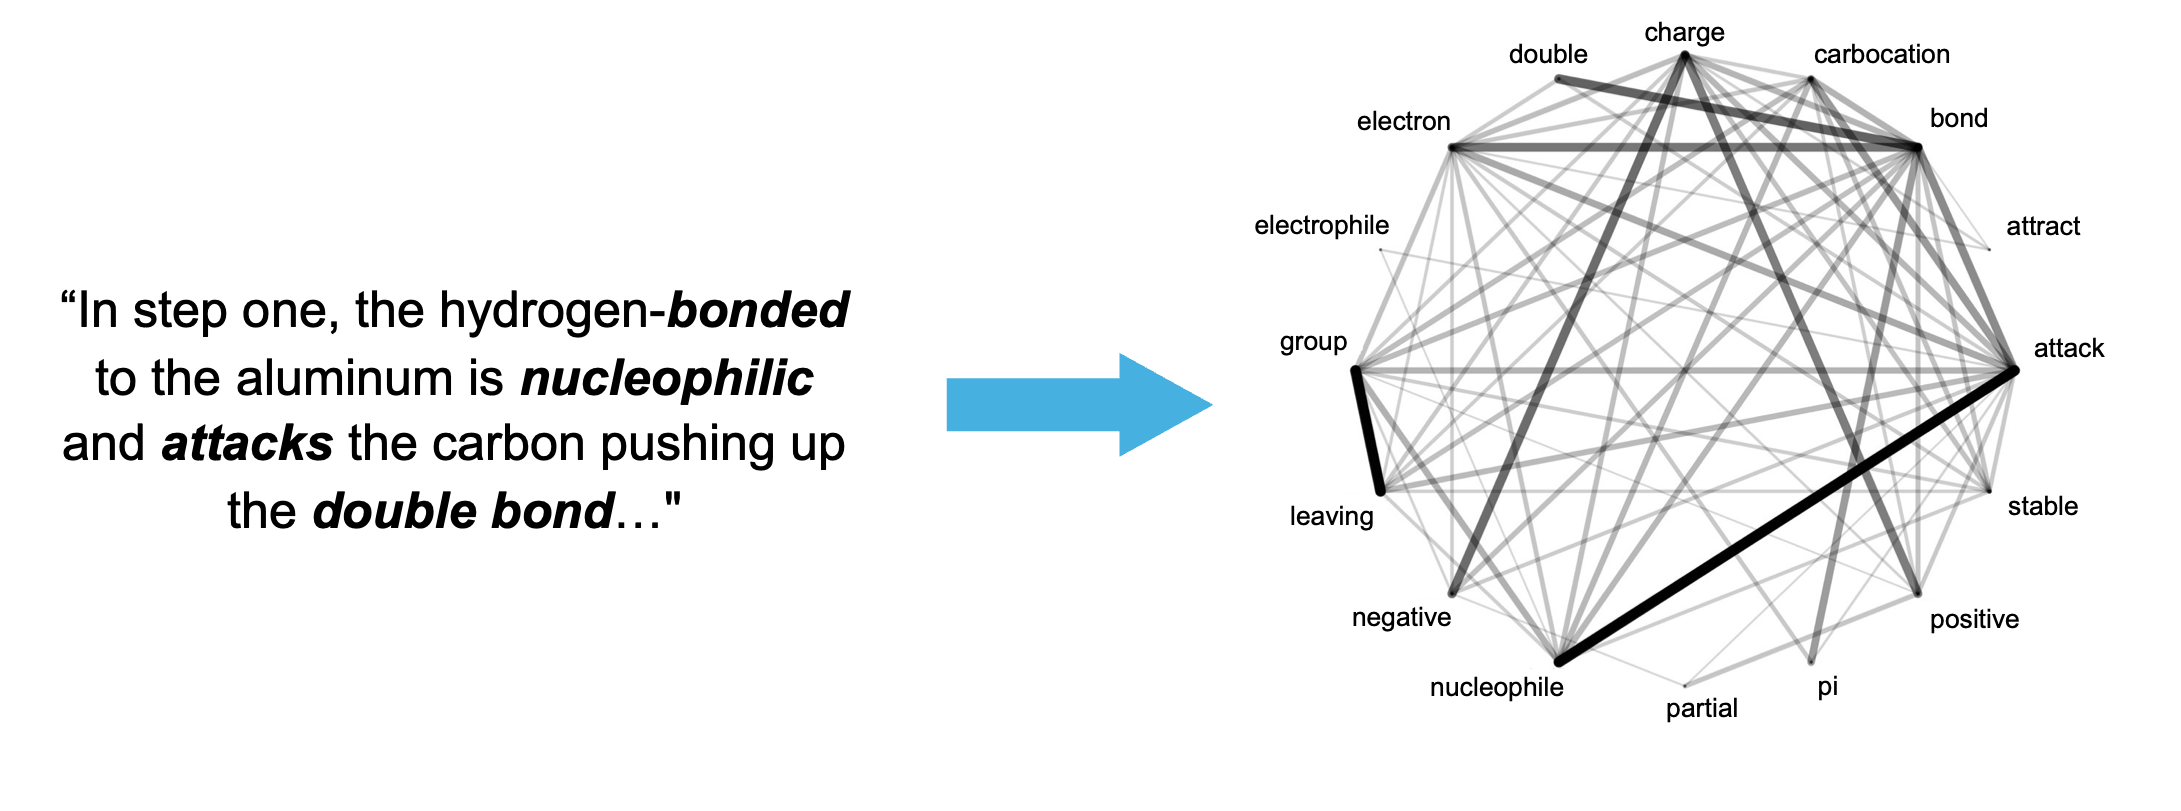 “In step one, the hydrogen-bonded
to the aluminum is nucleophilic
and attacks the carbon pushing up
the double bond…"
charge
double
carbocation
electron
bond
electrophile
attract
group
attack
leaving
stable
negative
positive
nucleophile
pi
partial